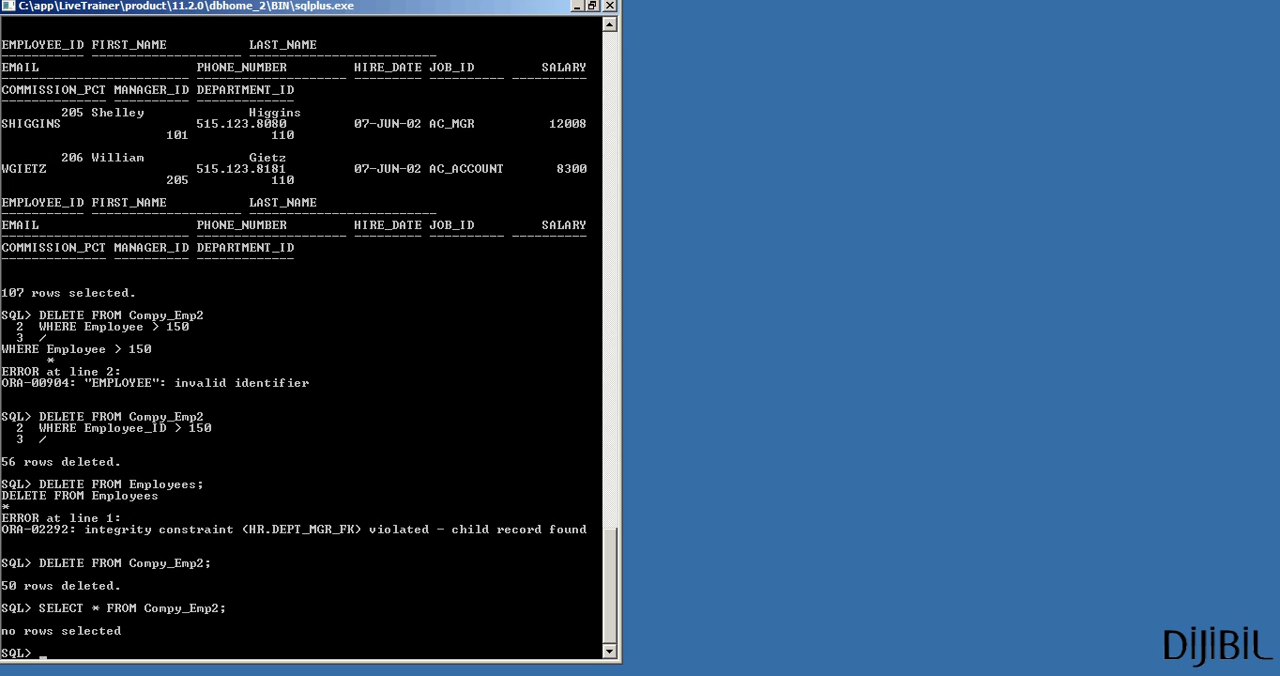 C:\app\LiveTrainer\product\11.2.0\dbhome_2\BIN\sqlplus.exe
EMPLOYEE_ID FIRST_NAME           LAST_NAME
EMAIL                     PHONE_NUMBER         HIRE_DATE JOB_ID         SALARY
COMMISSION_PCT MANAGER_ID DEPARTMENT_ID
205 Shelley              Higgins
SHIGGINS                  515.123.8080         07-JUN-02 AC_MGR          12008
101           110
206 William              Gietz
WGIETZ                    515.123.8181         07-JUN-02 AC_ACCOUNT       8300
205           110
EMPLOYEE_ID FIRST_NAME           LAST_NAME
EMAIL                     PHONE_NUMBER         HIRE_DATE JOB_ID         SALARY
COMMISSION_PCT MANAGER_ID DEPARTMENT_ID
107 rows selected.
SQL> DELETE FROM Compy_Emp2
2  WHERE Employee > 150
3  /
WHERE Employee > 150
*
ERROR at line 2:
ORA-00904: "EMPLOYEE": invalid identifier
SQL> DELETE FROM Compy_Emp2
2  WHERE Employee_ID > 150
3  /
56 rows deleted.
SQL> DELETE FROM Employees;
DELETE FROM Employees
*
ERROR at line 1:
ORA-02292: integrity constraint (HR.DEPT_MGR_FK) violated - child record found
SQL> DELETE FROM Compy_Emp2;
50 rows deleted.
SQL> SELECT * FROM Compy_Emp2;
no rows selected
SQL> _
DiJiBiL